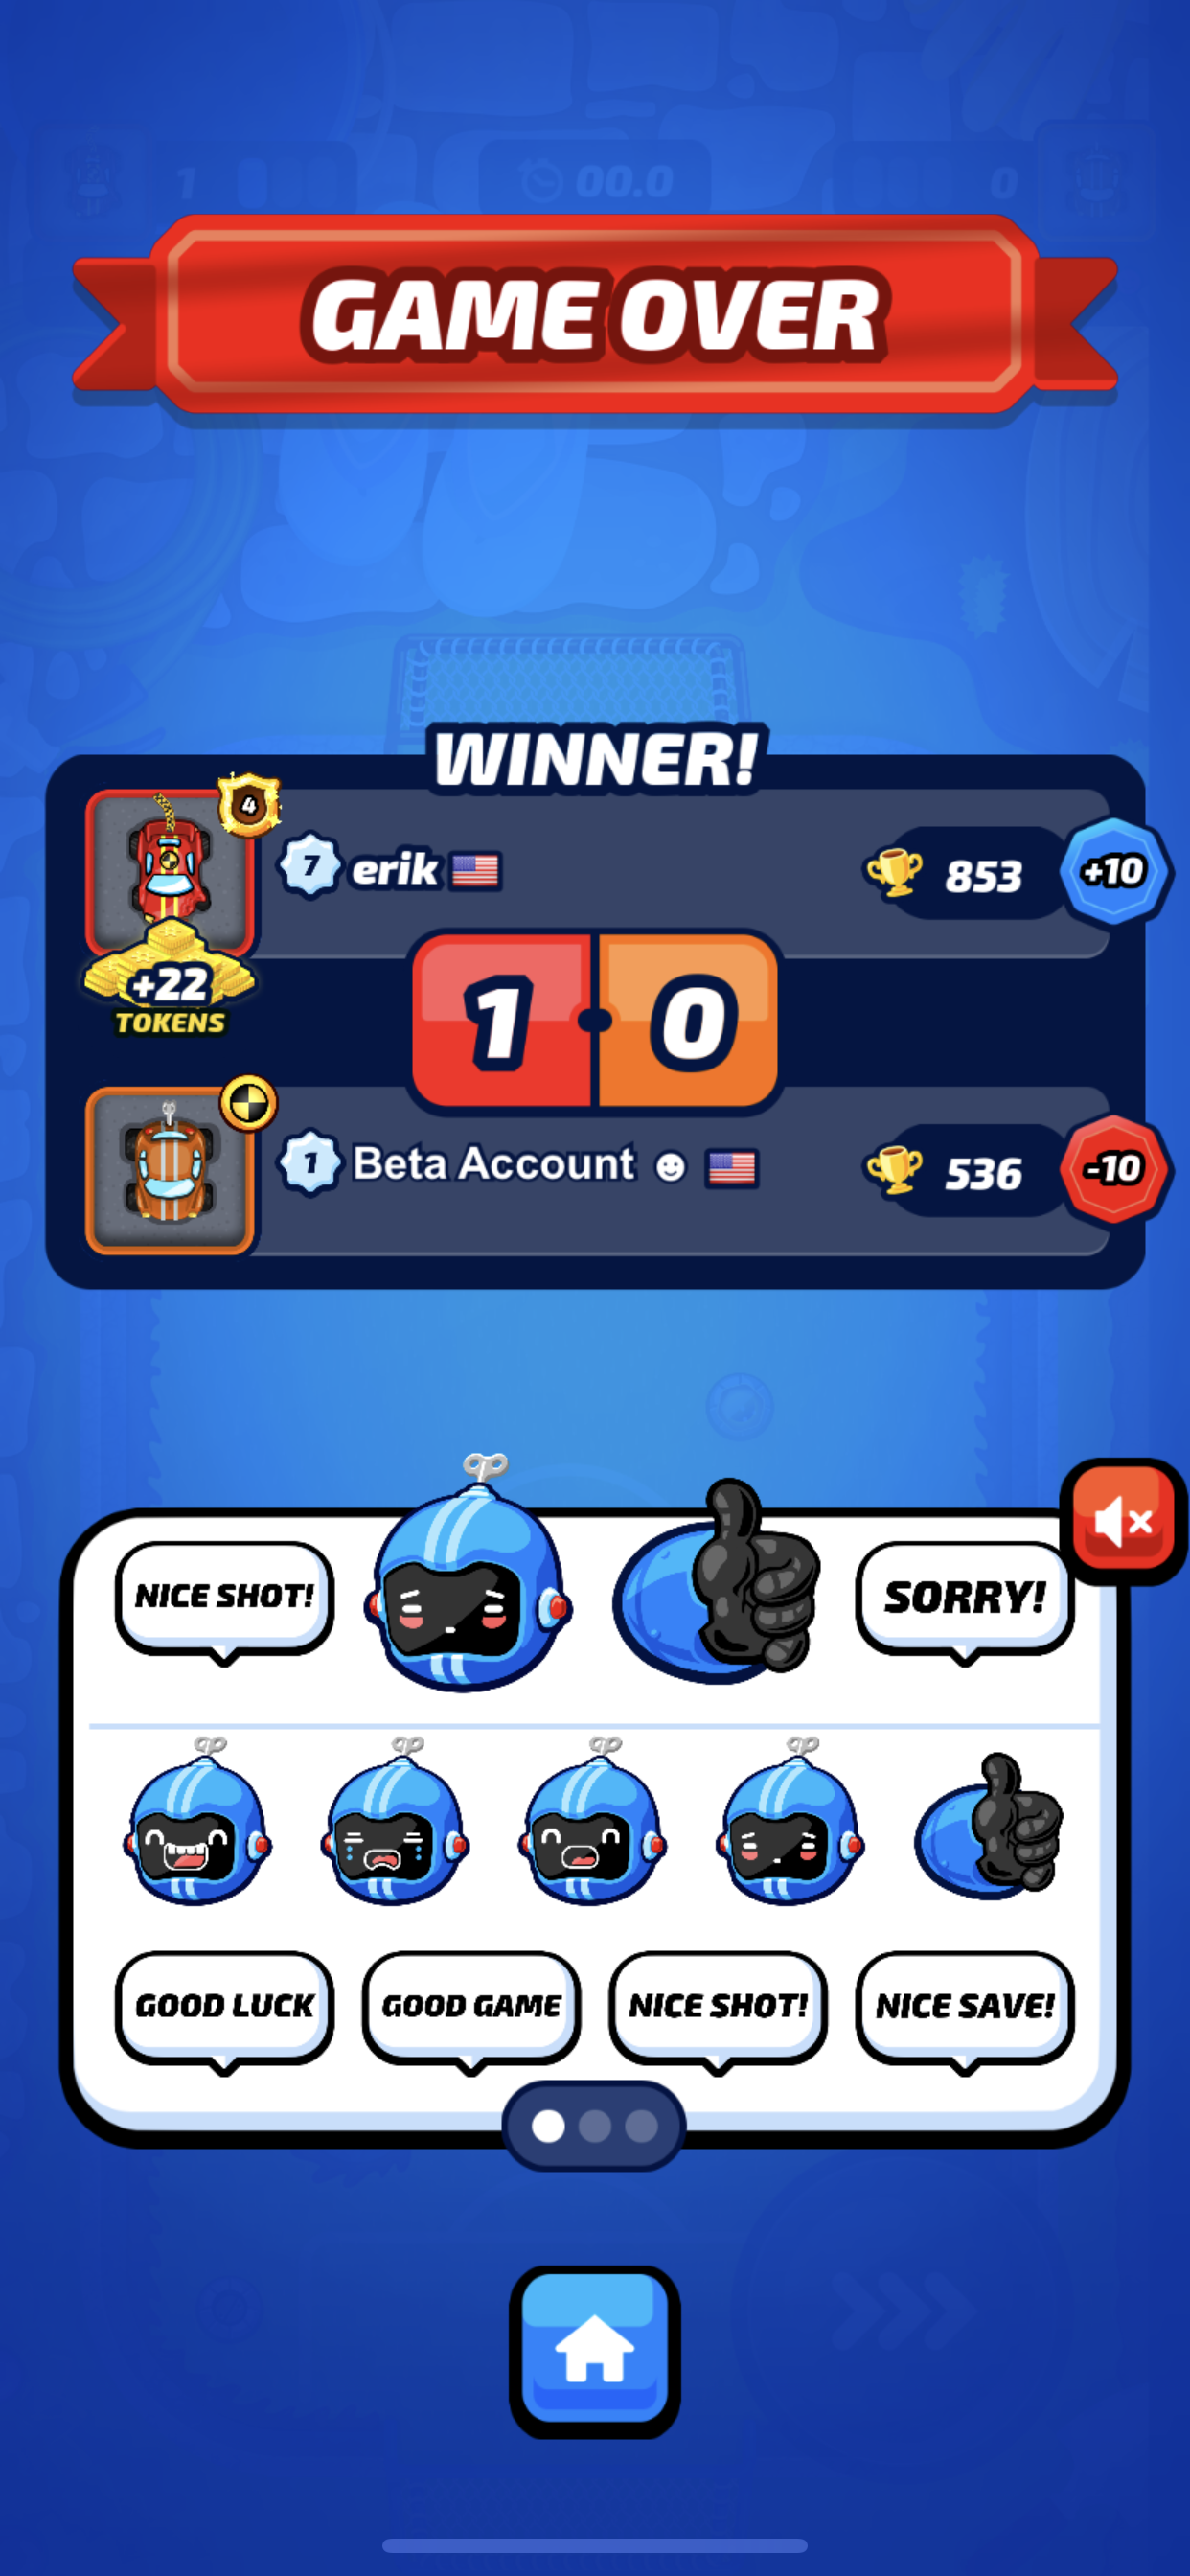 1
00.0
0
GAME OVER
WINNER!
4
7 erik
853
+10
+22
TOKENS
1 0
1 Beta Account ☻
536
-10
NICE SHOT!
SORRY!
GOOD LUCK
GOOD GAME
NICE SHOT!
NICE SAVE!